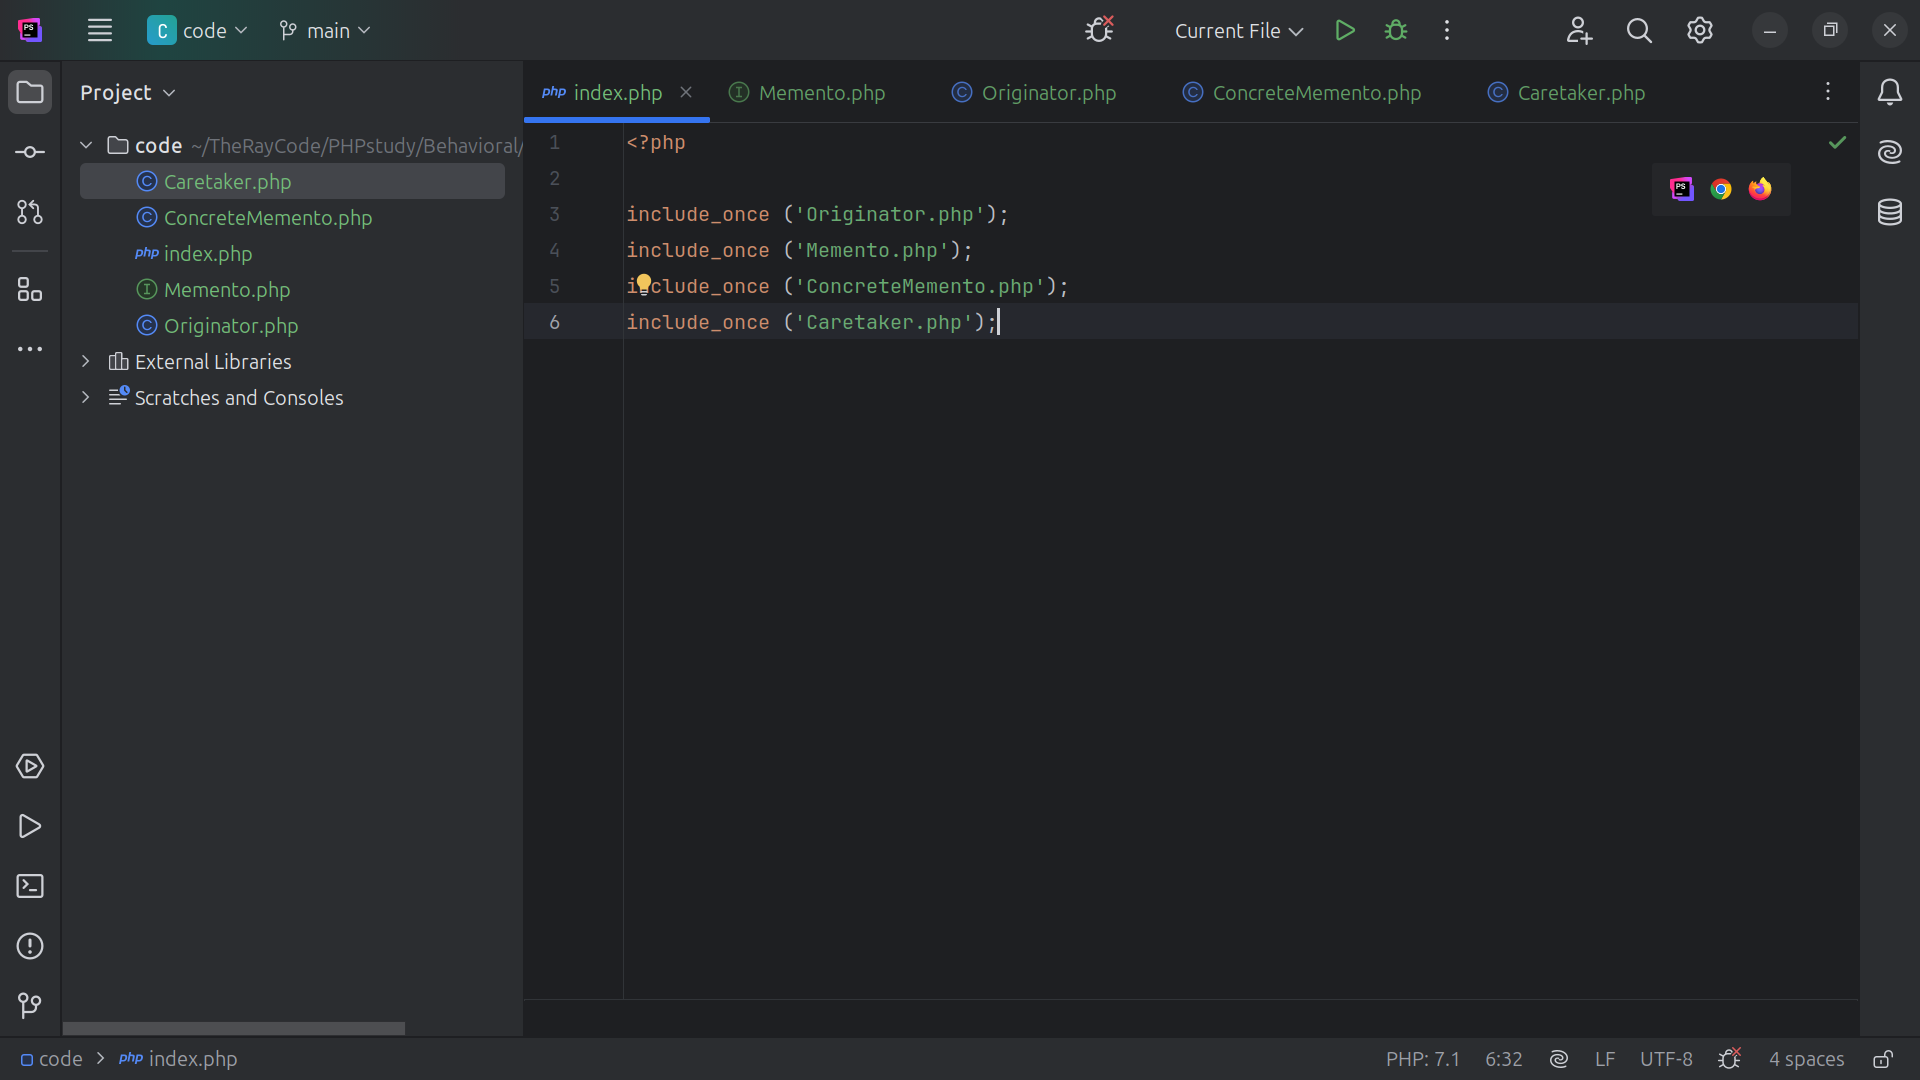 PS
C code main Current File
Project
code ~/TheRayCode/PHPstudy/Behavioral/
Caretaker.php
ConcreteMemento.php
php index.php
Memento.php
Originator.php
External Libraries
Scratches and Consoles
php index.php Memento.php Originator.php ConcreteMemento.php Caretaker.php
1 <?php
2
3 include_once ('Originator.php');
4 include_once ('Memento.php');
5 include_once ('ConcreteMemento.php');
6 include_once ('Caretaker.php');
code > php index.php
PHP: 7.1 6:32 LF UTF-8 4 spaces